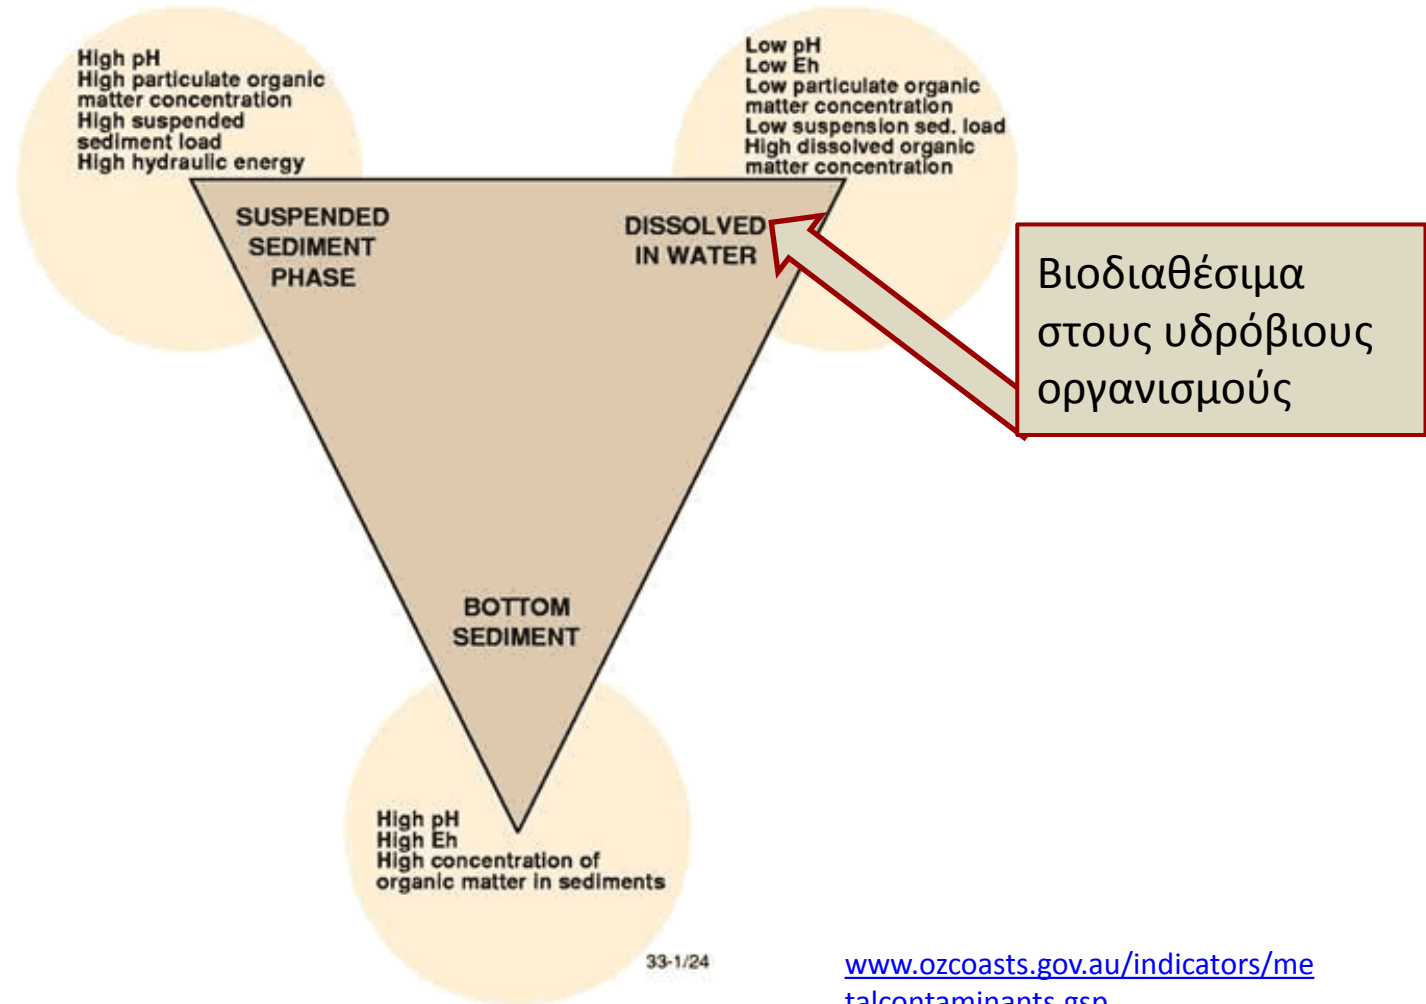 High pH
High particulate organic
matter concentration
High suspended
sediment load
High hydraulic energy
Low pH
Low Eh
Low particulate organic
matter concentration
Low suspension sed. load
High dissolved organic
matter concentration
SUSPENDED
SEDIMENT
PHASE
DISSOLVED
IN WATER
Βιοδιαθέσιμα
στους υδρόβιους
οργανισμούς
BOTTOM
SEDIMENT
High pH
High Eh
High concentration of
organic matter in sediments
33-1/24
www.ozcoasts.gov.au/indicators/me
talcontaminants.gsp